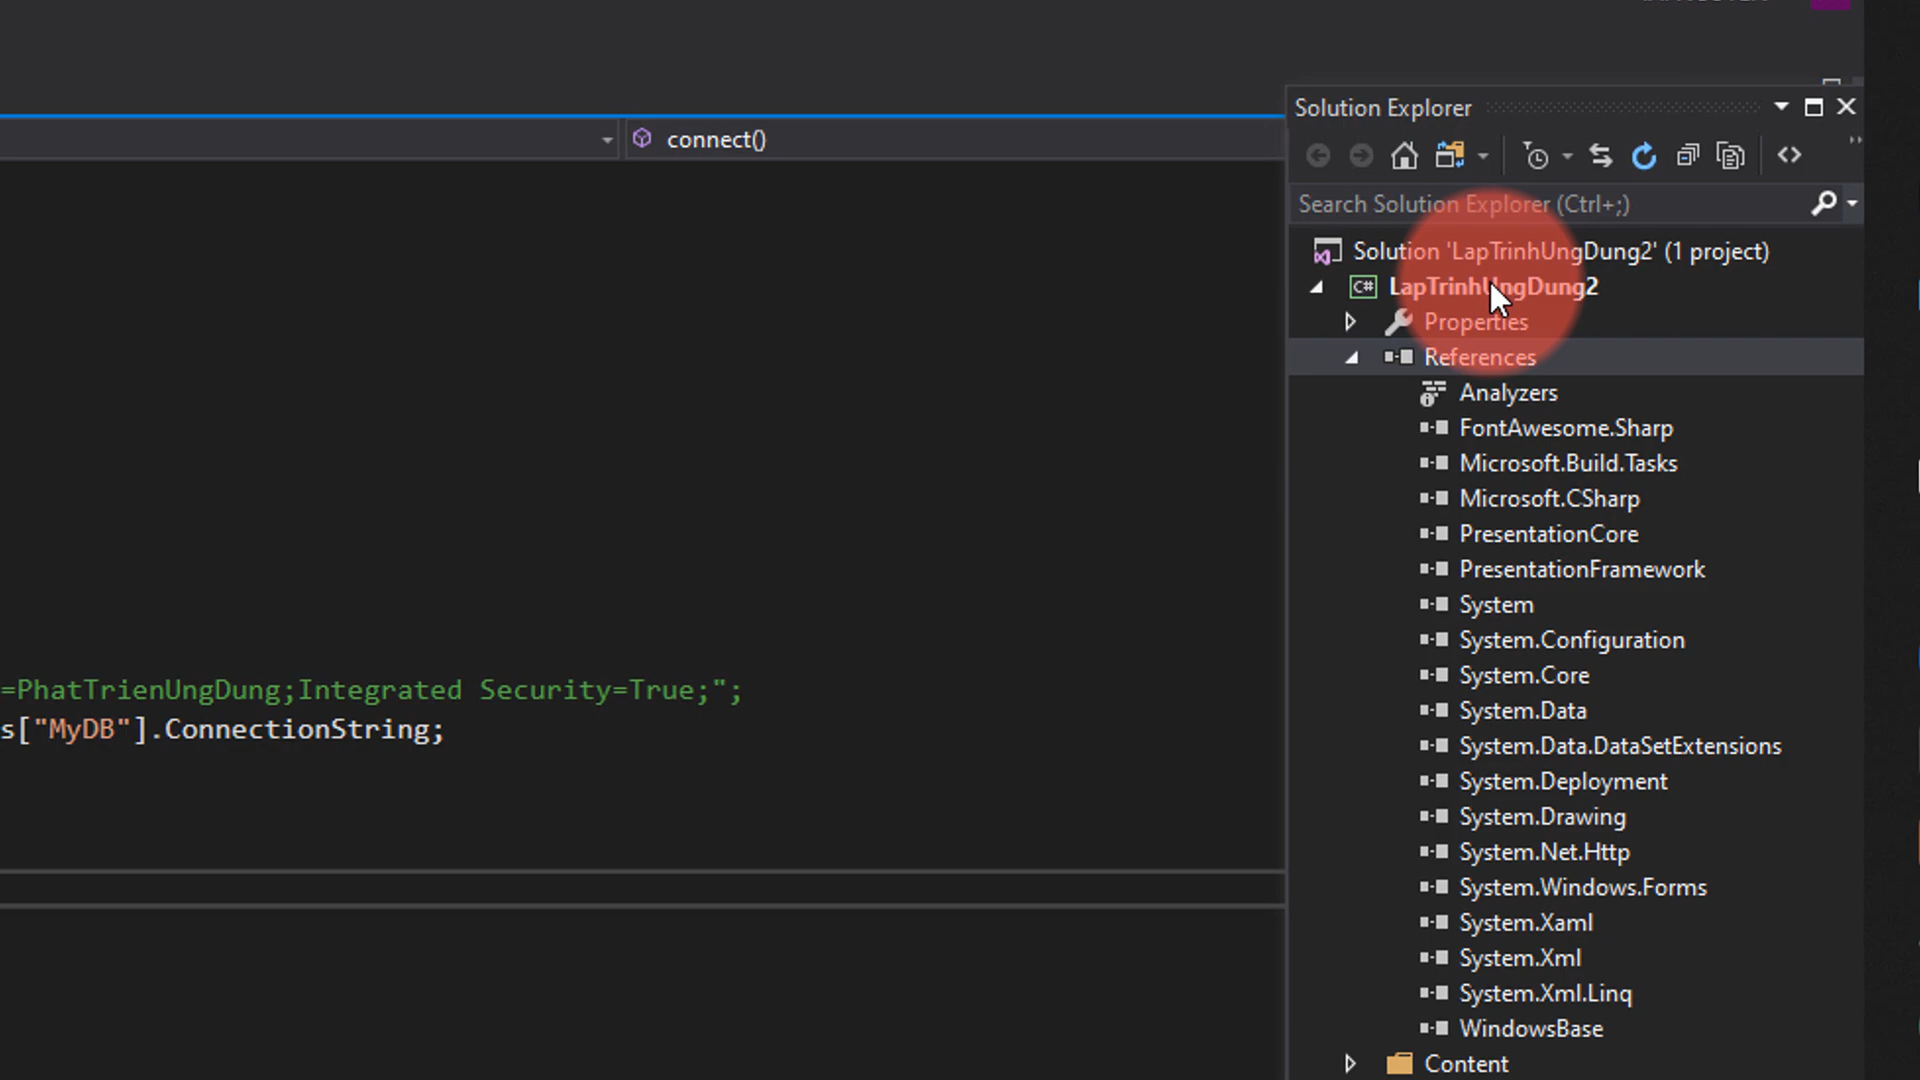 Solution Explorer
connect()
Search Solution Explorer (Ctrl+;)
Solution 'LapTrinhUngDung2' (1 project)
C# LapTrinhUngDung2
Properties
References
Analyzers
FontAwesome.Sharp
Microsoft.Build.Tasks
Microsoft.CSharp
PresentationCore
PresentationFramework
System
System.Configuration
System.Core
=PhatTrienUngDung;Integrated Security=True;";
System.Data
s["MyDB"].ConnectionString;
System.Data.DataSetExtensions
System.Deployment
System.Drawing
System.Net.Http
System.Windows.Forms
System.Xaml
System.Xml
System.Xml.Linq
WindowsBase
Content